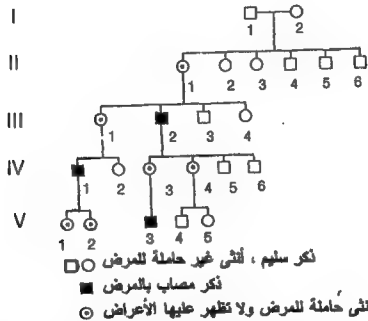 I
1 2
II
1 2 3 4 5 6
III
1 2 3 4
IV
1 2 3 4 5 6
V
1 2 3 4 5
ذكر سليم ، أنثى غير حاملة للمرض
ذكر مصاب بالمرض
أنثى حاملة للمرض ولا تظهر عليها الأعراض